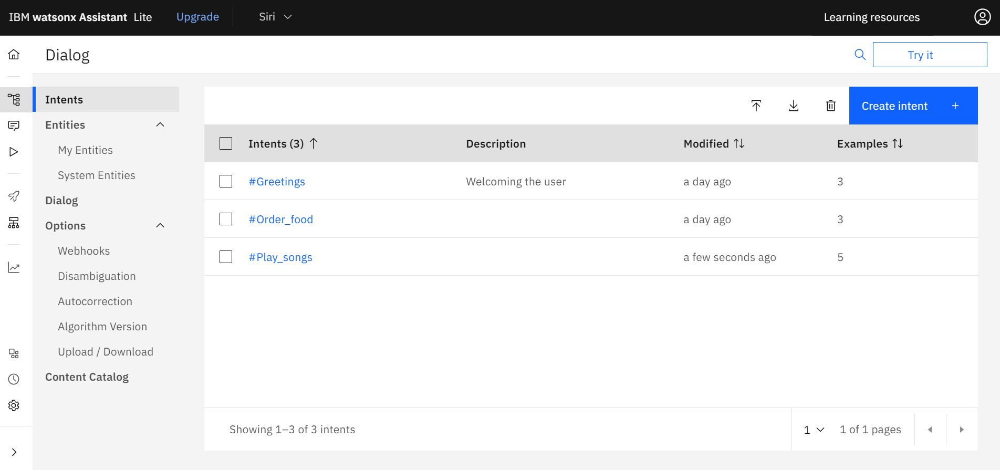 IBM watsonx Assistant Lite Upgrade Siri Learning resources
Dialog Try it
Intents
Entities
My Entities
System Entities
Dialog
Options
Webhooks
Disambiguation
Autocorrection
Algorithm Version
Upload / Download
Content Catalog
Create intent +
Intents (3) Description Modified Examples
#Greetings Welcoming the user a day ago 3
#Order_food a day ago 3
#Play_songs a few seconds ago 5
Showing 1–3 of 3 intents 1 1 of 1 pages